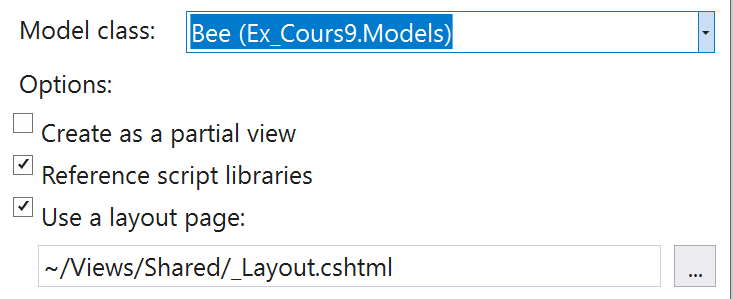 Model class: Bee (Ex_Cours9.Models)
Options:
Create as a partial view
Reference script libraries
Use a layout page:
~/Views/Shared/_Layout.cshtml ...